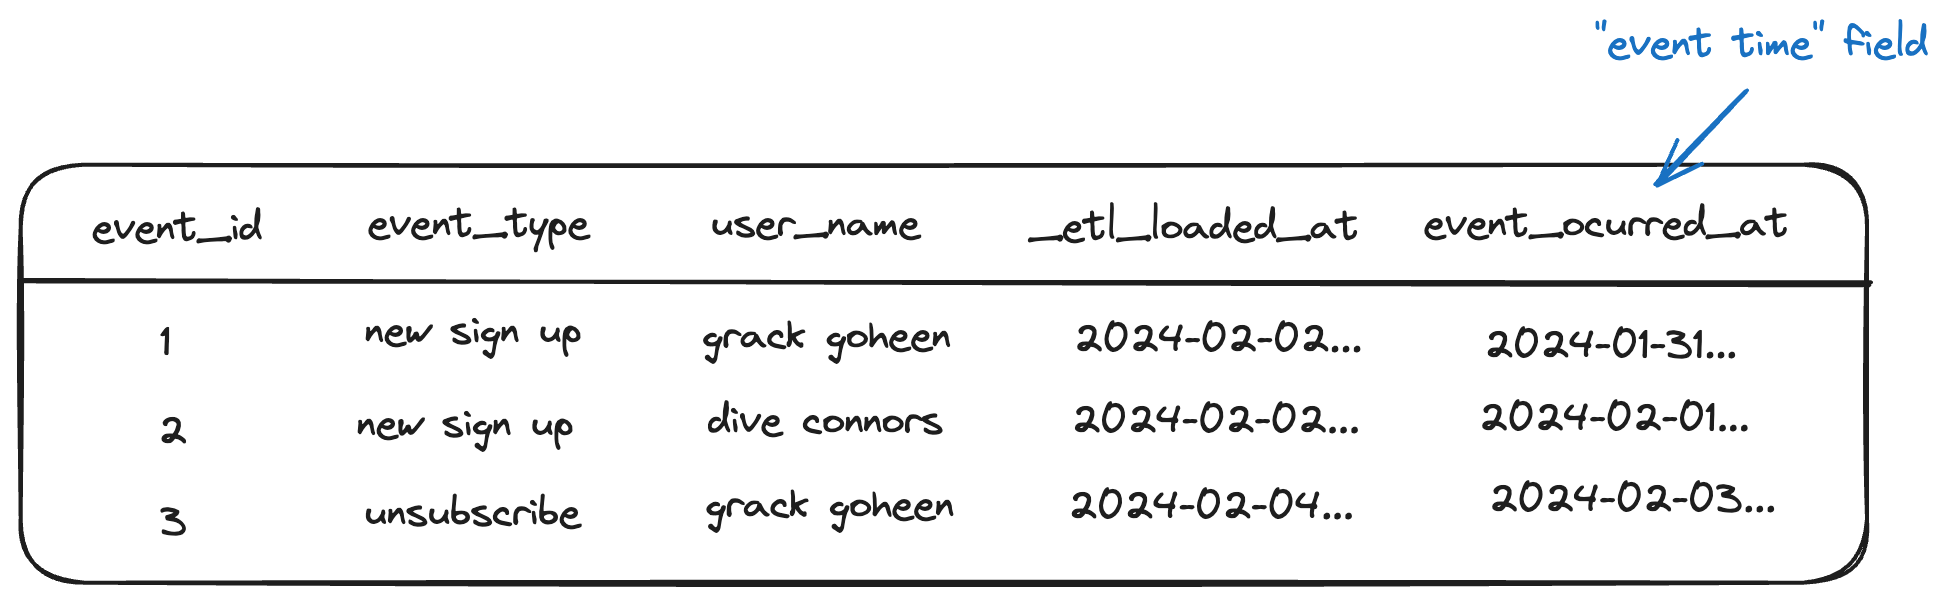 "event time" field
event_id event_type user_name _etl_loaded_at event_ocurred_at
1 new sign up grack goheen 2024-02-02... 2024-01-31...
2 new sign up dive connors 2024-02-02... 2024-02-01...
3 unsubscribe grack goheen 2024-02-04... 2024-02-03...